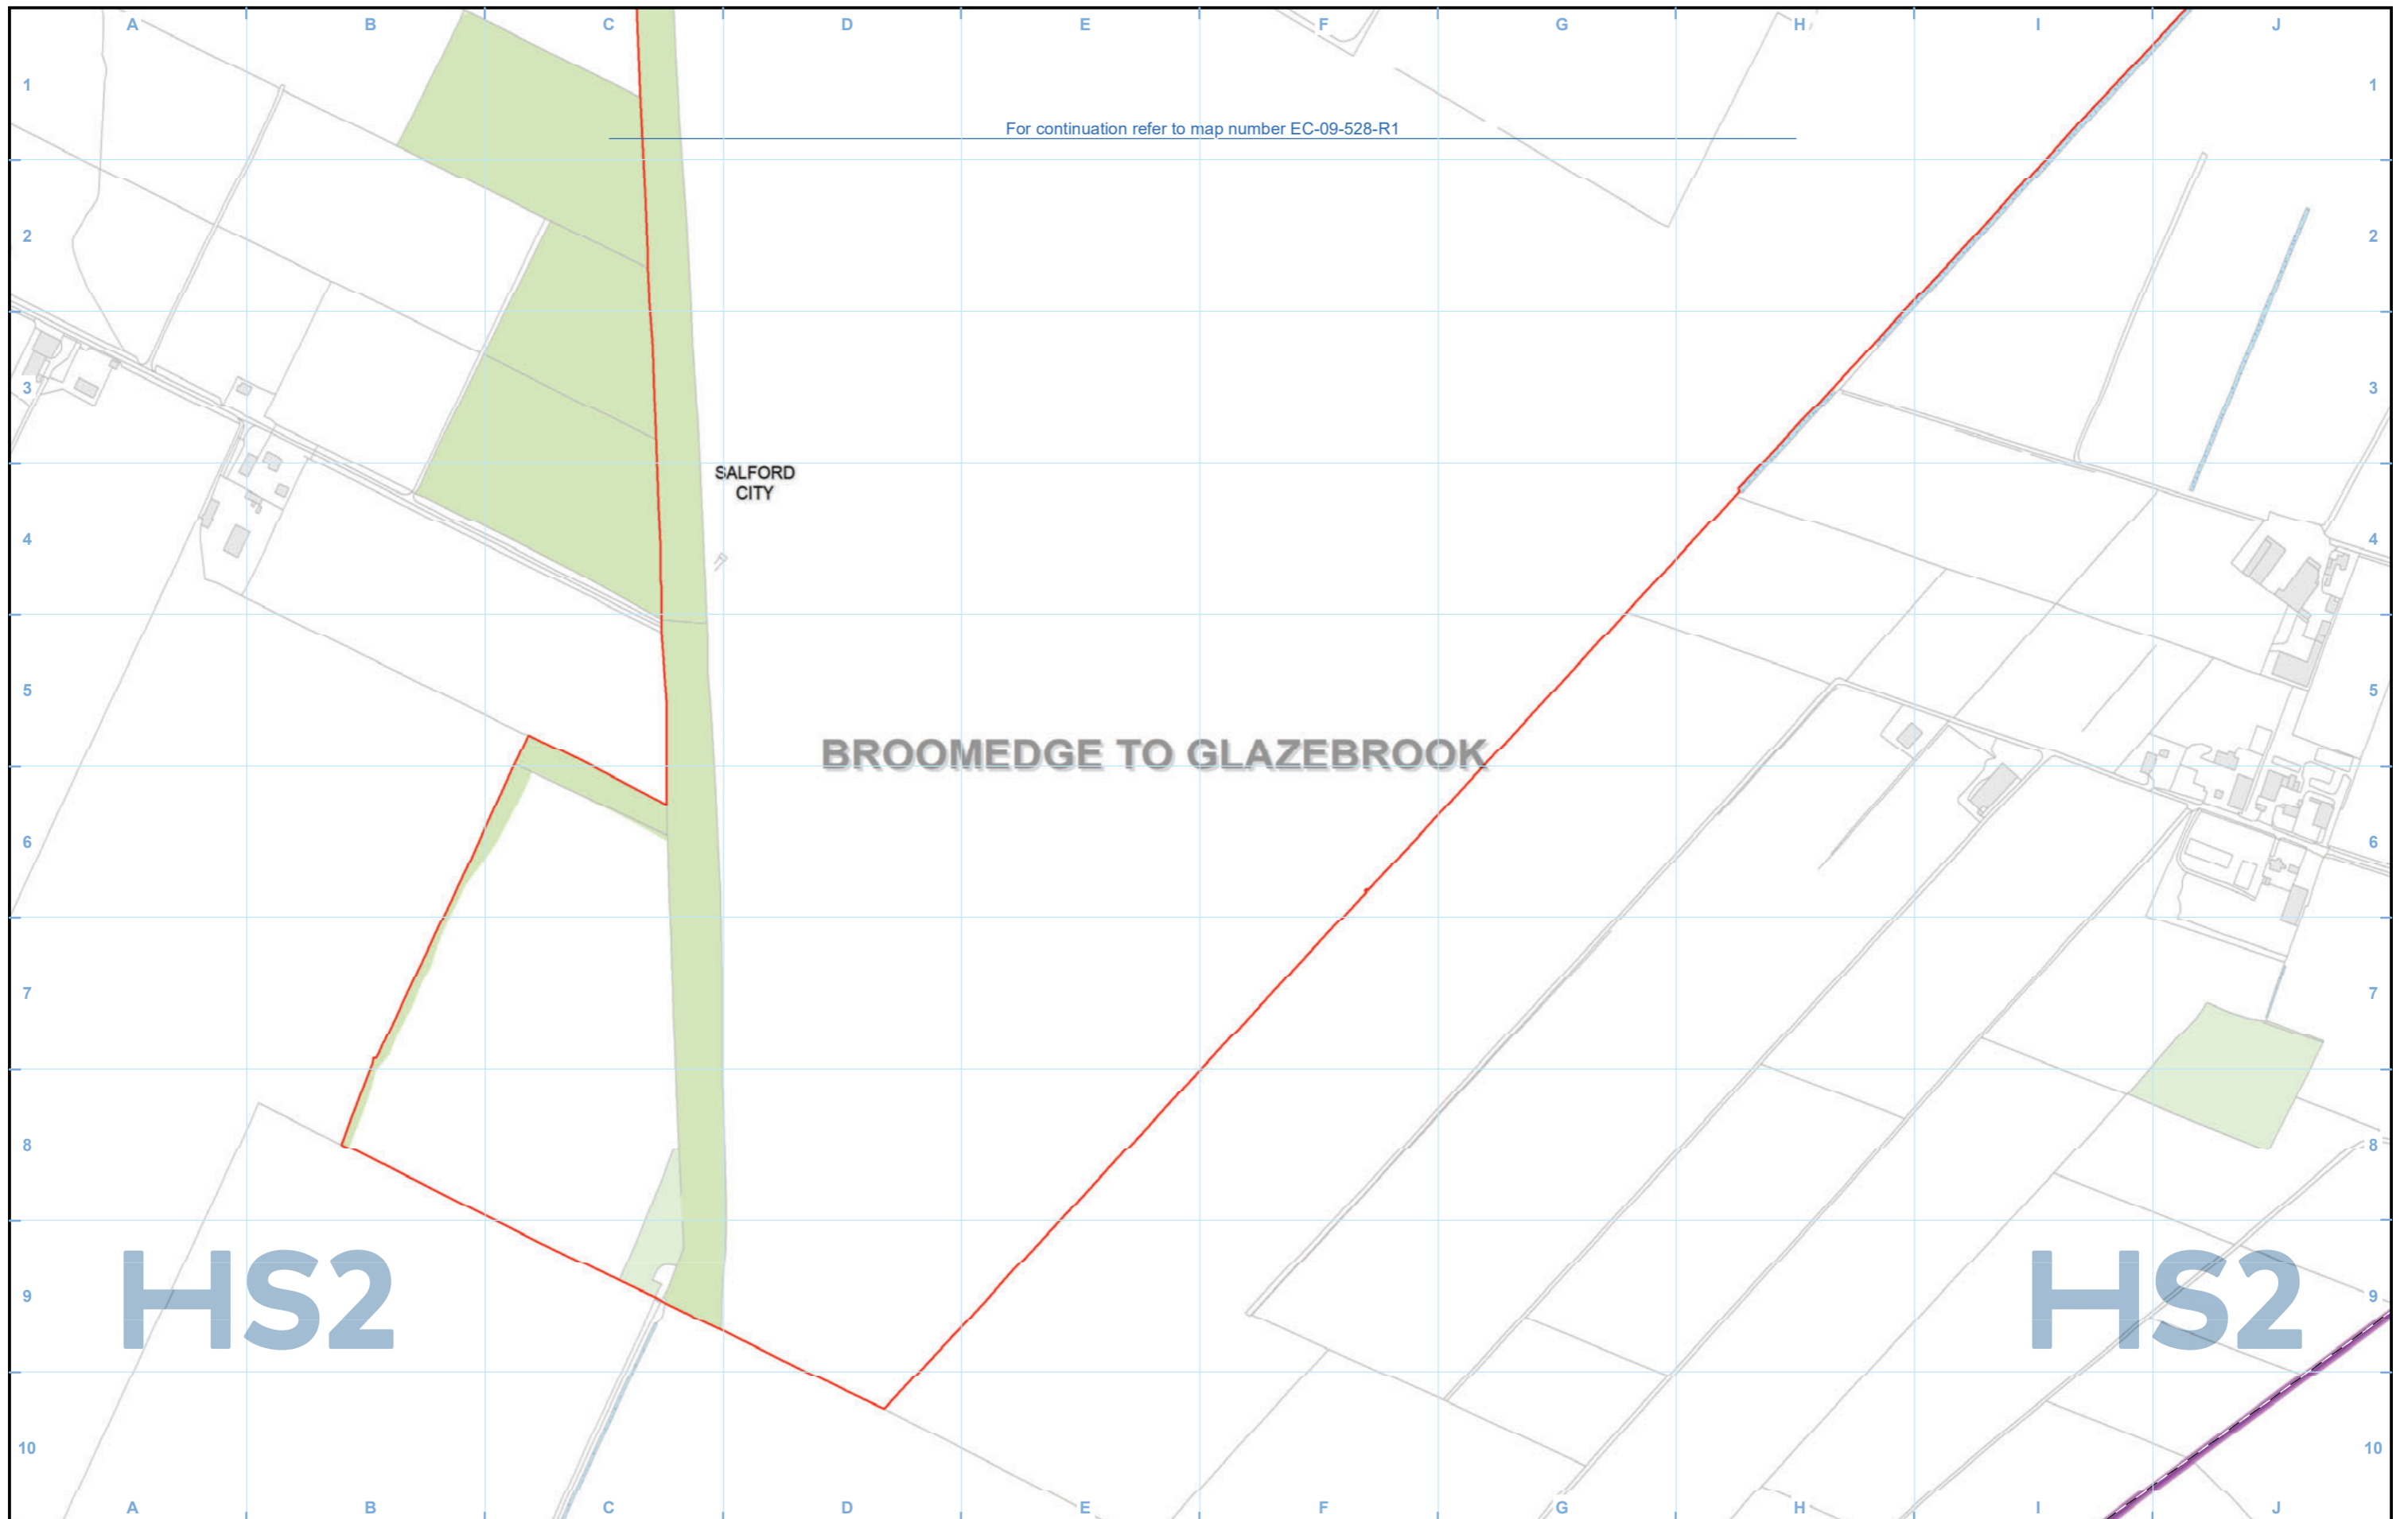 A B C D E F G H J
1 1
For continuation refer to map number EC-09-528-R1
2 2
3 3
SALFORD
CITY
4 4
5 5
BROOMEDGE TO GLAZEBROOK
6 6
7 7
8 8
HS2 HS2
9 9
10 10
A B C D E F G H I J